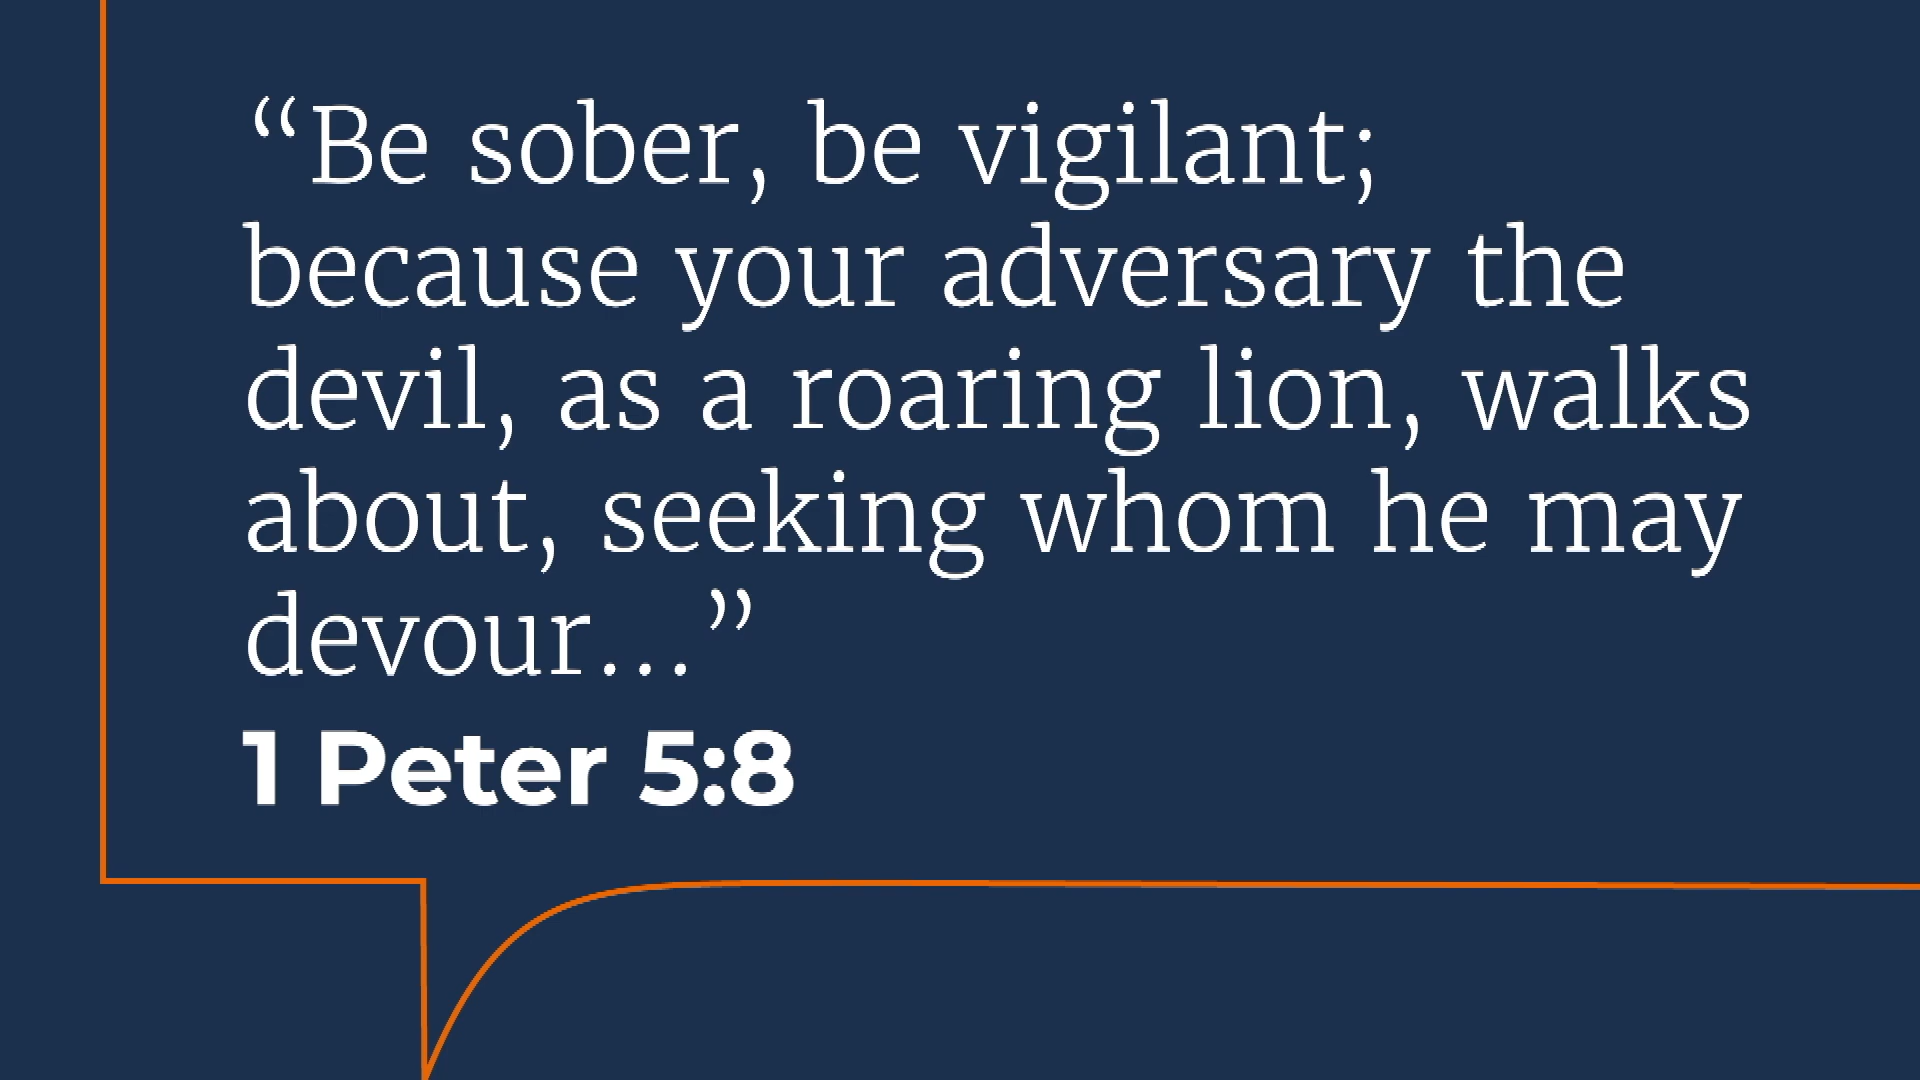 “Be sober, be vigilant;
because your adversary the
devil, as a roaring lion, walks
about, seeking whom he may
devour...”
1 Peter 5:8